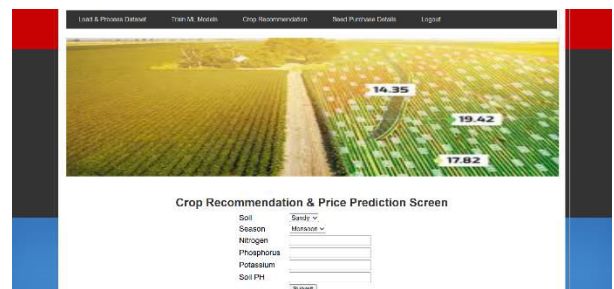 Load & Process Dataset Train ML Models Crop Recommendation Seed Purchase Details Logout
14.35
19.42
17.82
Crop Recommendation & Price Prediction Screen
Soil Sandy
Season Monsoon
Nitrogen
Phosphorus
Potassium
Soil PH
Submit